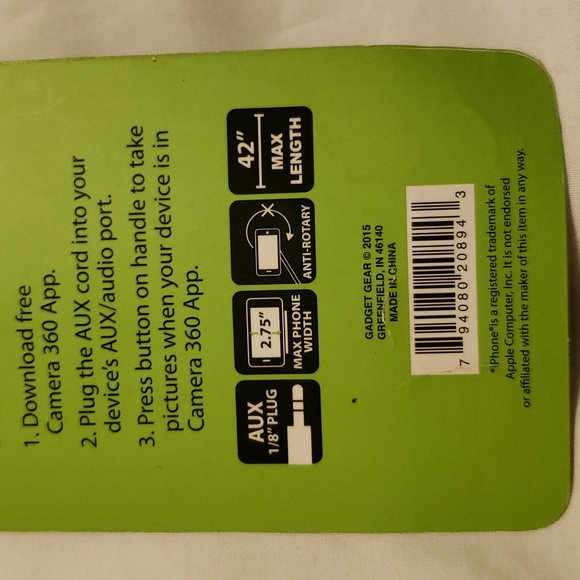 1. Download free
Camera 360 App.
2. Plug the AUX cord into your
device's AUX/audio port.
3. Press button on handle to take
pictures when your device is in
Camera 360 App.
AUX
1/8" PLUG
2.75"
MAX PHONE
WIDTH
ANTI-ROTARY
42"
MAX
LENGTH
GADGET GEAR © 2015
GREENFIELD, IN 46140
MADE IN CHINA
7 94080 20894 3
*iPhone® is a registered trademark of
Apple Computer, Inc. It is not endorsed
or affiliated with the maker of this item in any way.